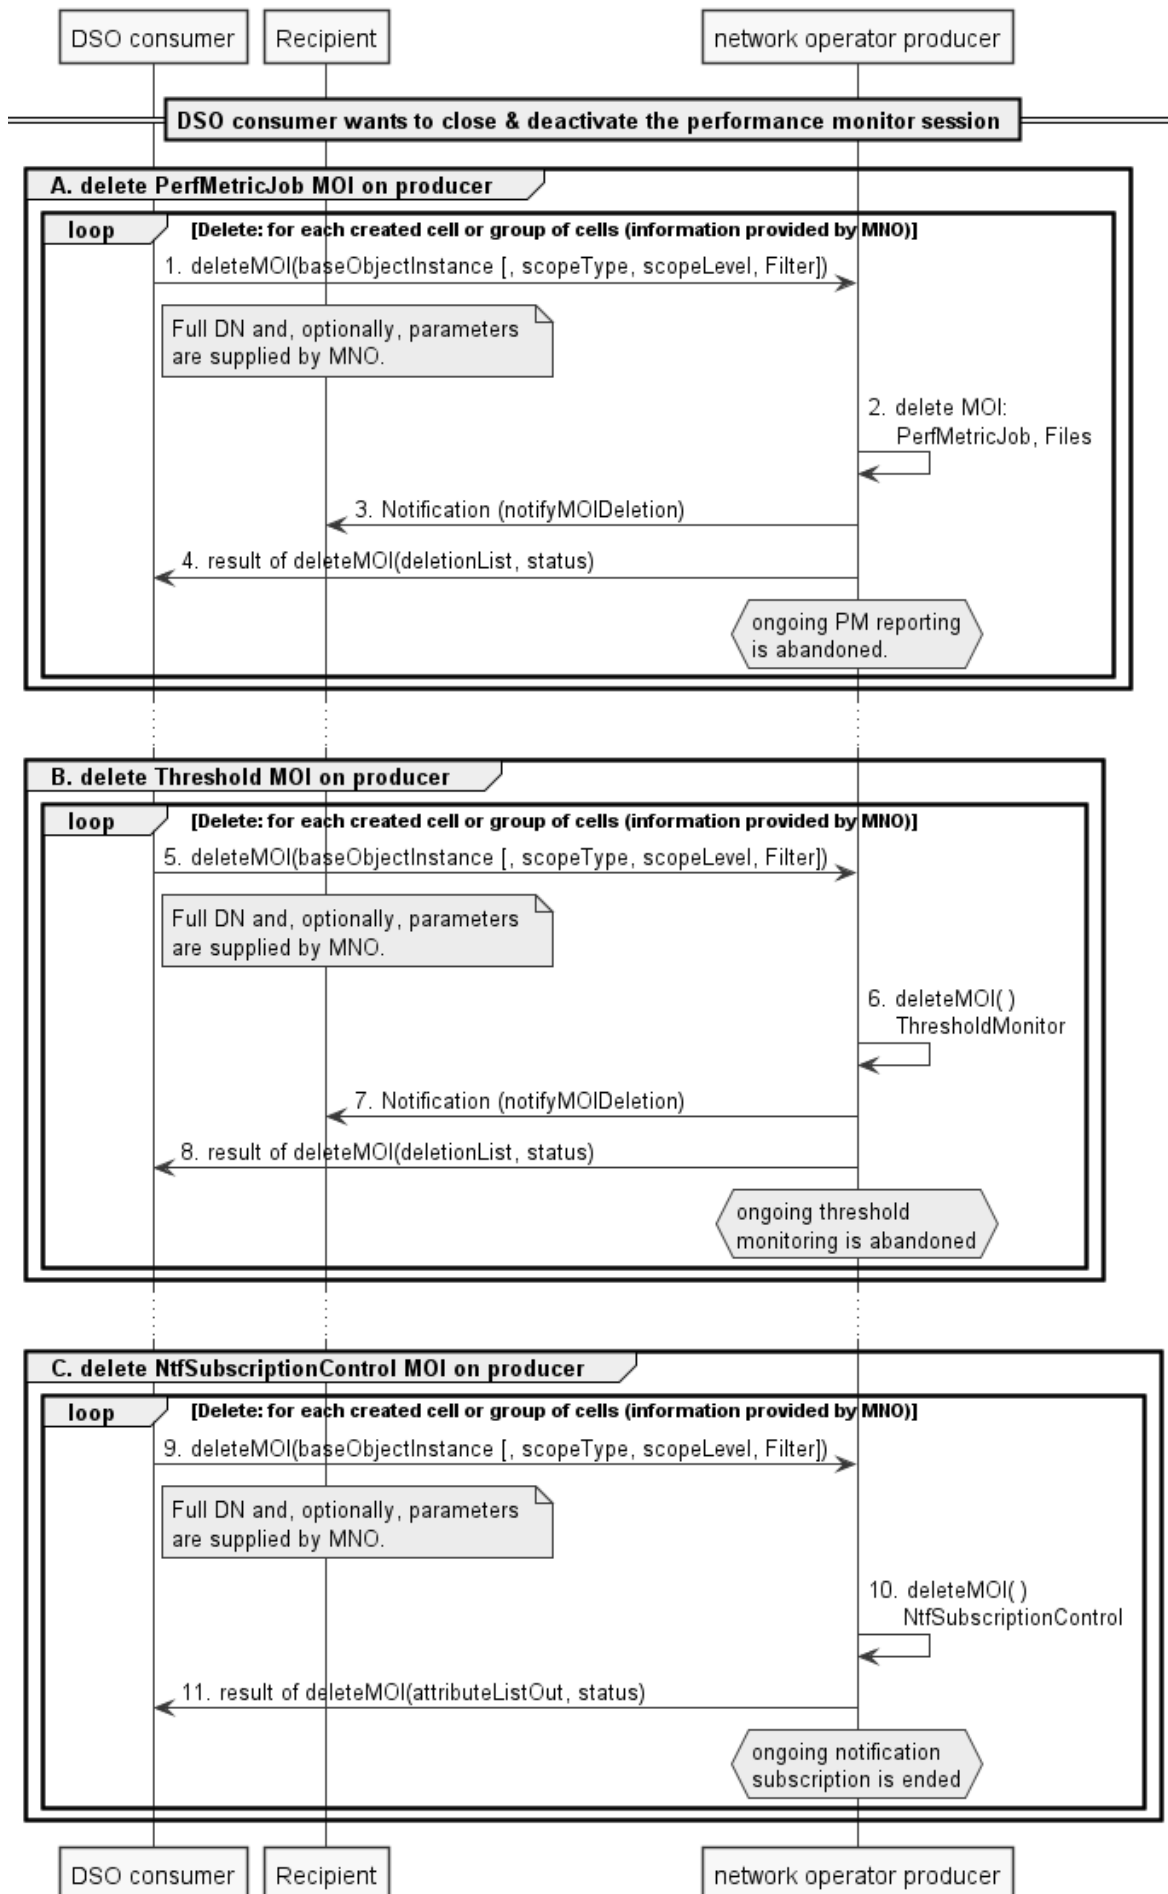 DSO consumer
Recipient
network operator producer
DSO consumer wants to close & deactivate the performance monitor session
A. delete PerfMetricJob MOI on producer
loop
[Delete: for each created cell or group of cells (information provided by MNO)]
1. deleteMOI(baseObjectInstance [, scopeType, scopeLevel, Filter])
Full DN and, optionally, parameters
are supplied by MNO.
2. delete MOI:
PerfMetricJob, Files
3. Notification (notifyMOIDeletion)
4. result of deleteMOI(deletionList, status)
ongoing PM reporting
is abandoned.
B. delete Threshold MOI on producer
loop
[Delete: for each created cell or group of cells (information provided by MNO)]
5. deleteMOI(baseObjectInstance [, scopeType, scopeLevel, Filter])
Full DN and, optionally, parameters
are supplied by MNO.
6. deleteMOI( )
ThresholdMonitor
7. Notification (notifyMOIDeletion)
8. result of deleteMOI(deletionList, status)
ongoing threshold
monitoring is abandoned
C. delete NtfSubscriptionControl MOI on producer
loop
[Delete: for each created cell or group of cells (information provided by MNO)]
9. deleteMOI(baseObjectInstance [, scopeType, scopeLevel, Filter])
Full DN and, optionally, parameters
are supplied by MNO.
10. deleteMOI( )
NtfSubscriptionControl
11. result of deleteMOI(attributeListOut, status)
ongoing notification
subscription is ended
DSO consumer
Recipient
network operator producer